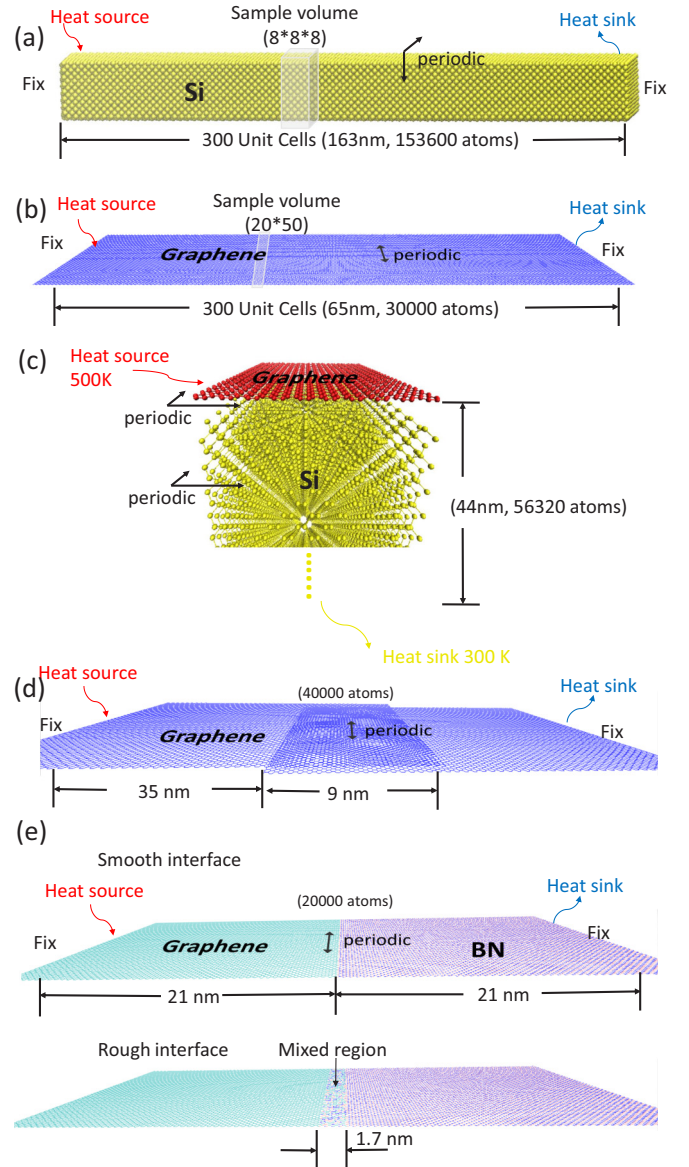 (a)
Heat source
Sample volume
(8*8*8)
Heat sink
periodic
Fix
Si
Fix
300 Unit Cells (163nm, 153600 atoms)
(b)
Heat source
Sample volume
(20*50)
Heat sink
Fix
Graphene
periodic
Fix
300 Unit Cells (65nm, 30000 atoms)
(c)
Heat source
500K
Graphene
periodic
Si
periodic
(44nm, 56320 atoms)
Heat sink 300 K
(d)
Heat source
(40000 atoms)
Heat sink
Fix
Graphene
periodic
Fix
35 nm
9 nm
(e)
Smooth interface
Heat source
(20000 atoms)
Heat sink
Fix
Graphene
periodic
BN
Fix
21 nm
21 nm
Rough interface
Mixed region
1.7 nm